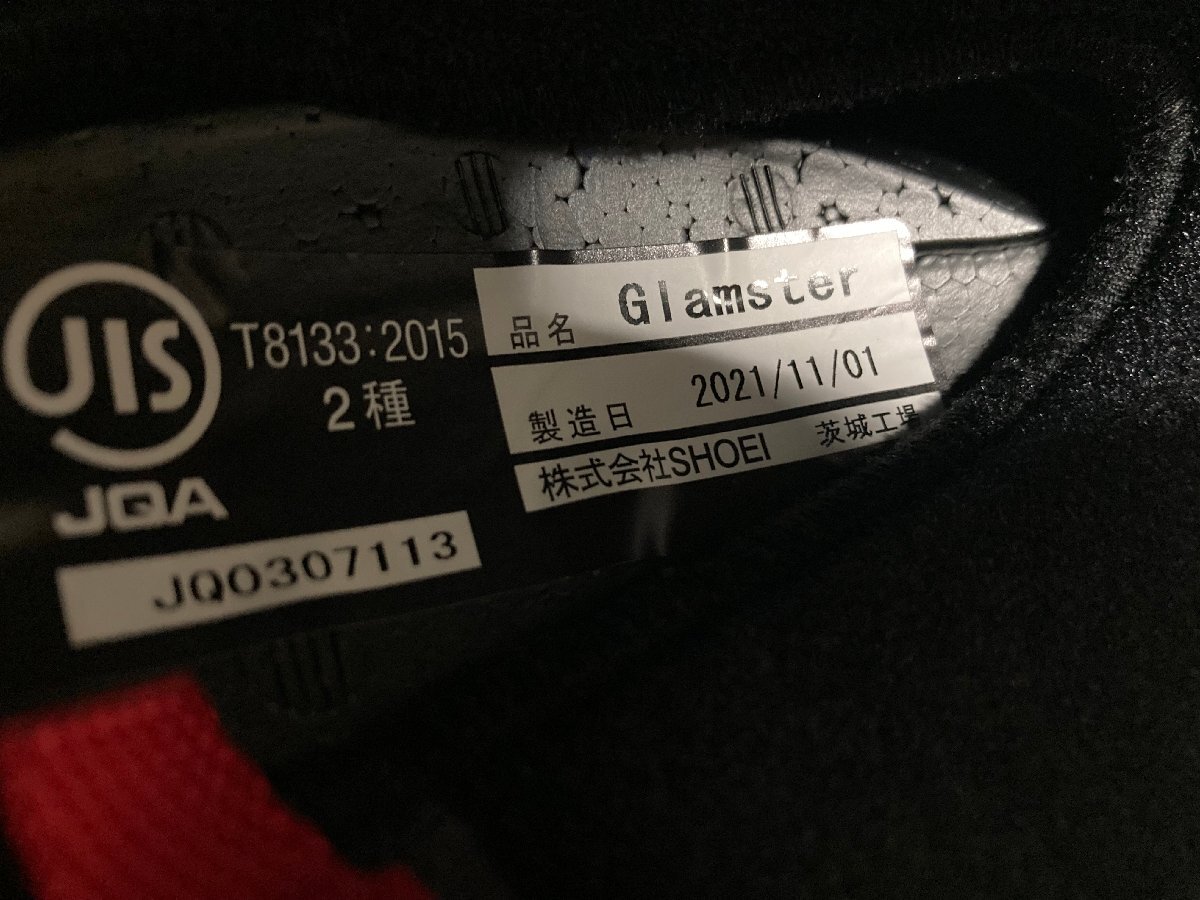 JIS
T8133:2015
2種
JQA
JQ0307113
品名 Glamster
製造日 2021/11/01
株式会社SHOEI 茨城工場